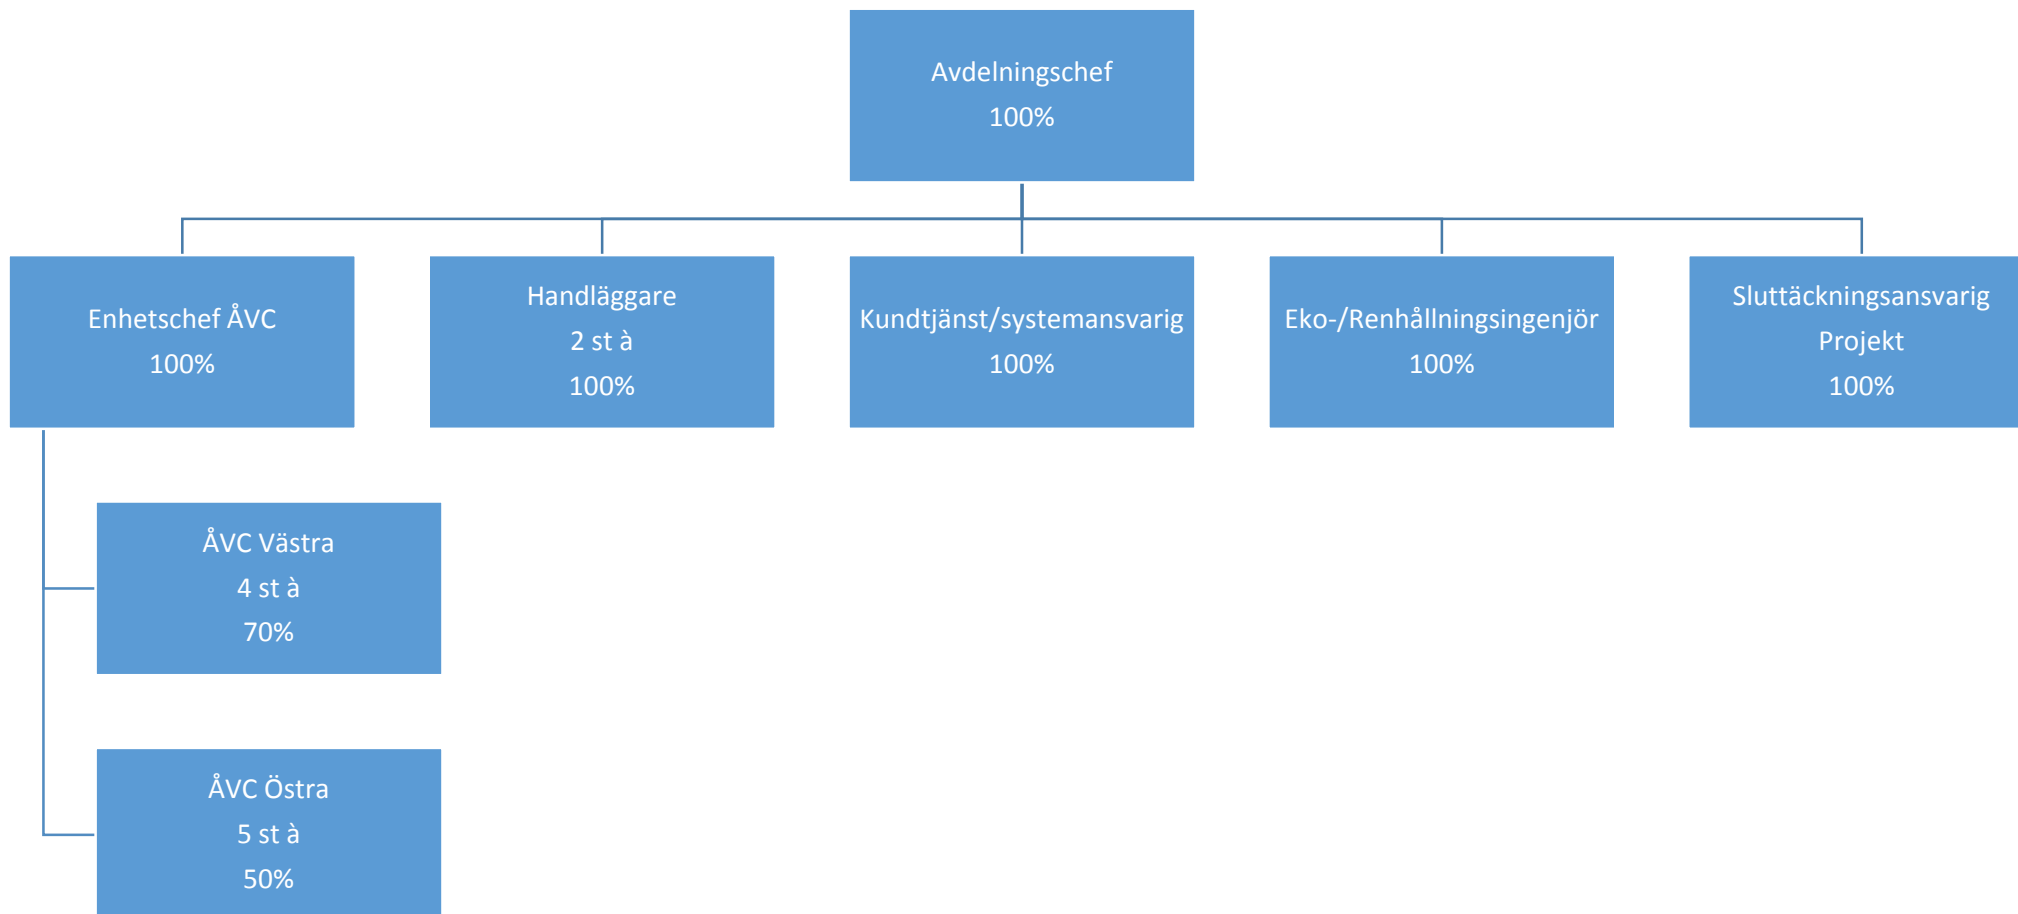 Avdelningschef
100%
Enhetschef ÅVC
100%
Handläggare
2 st à
100%
Kundtjänst/systemansvarig
100%
Eko-/Renhållningsingenjör
100%
Sluttäckningsansvarig
Projekt
100%
ÅVC Västra
4 st à
70%
ÅVC Östra
5 st à
50%